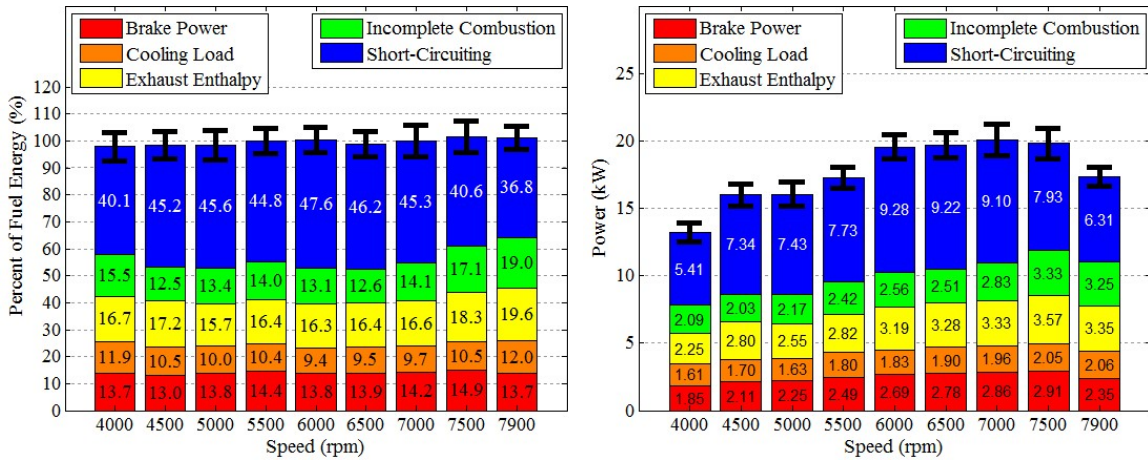 Brake Power
Cooling Load
Exhaust Enthalpy
Incomplete Combustion
Short-Circuiting
Percent of Fuel Energy (%)
120
110
100
90
80
70
60
50
40
30
20
10
0
40.1 45.2 45.6 44.8 47.6 46.2 45.3 40.6 36.8
15.5 12.5 13.4 14.0 13.1 12.6 14.1 17.1 19.0
16.7 17.2 15.7 16.4 16.3 16.4 16.6 18.3 19.6
11.9 10.5 10.0 10.4 9.4 9.5 9.7 10.5 12.0
13.7 13.0 13.8 14.4 13.8 13.9 14.2 14.9 13.7
4000 4500 5000 5500 6000 6500 7000 7500 7900
Speed (rpm)
Brake Power
Cooling Load
Exhaust Enthalpy
Incomplete Combustion
Short-Circuiting
Power (kW)
25
20
15
10
5
0
5.41 7.34 7.43 7.73 9.28 9.22 9.10 7.93 6.31
2.09 2.03 2.17 2.42 2.56 2.51 2.83 3.33 3.25
2.25 2.80 2.55 2.82 3.19 3.28 3.33 3.57 3.35
1.61 1.70 1.63 1.80 1.83 1.90 1.96 2.05 2.06
1.85 2.11 2.25 2.49 2.69 2.78 2.86 2.91 2.35
4000 4500 5000 5500 6000 6500 7000 7500 7900
Speed (rpm)